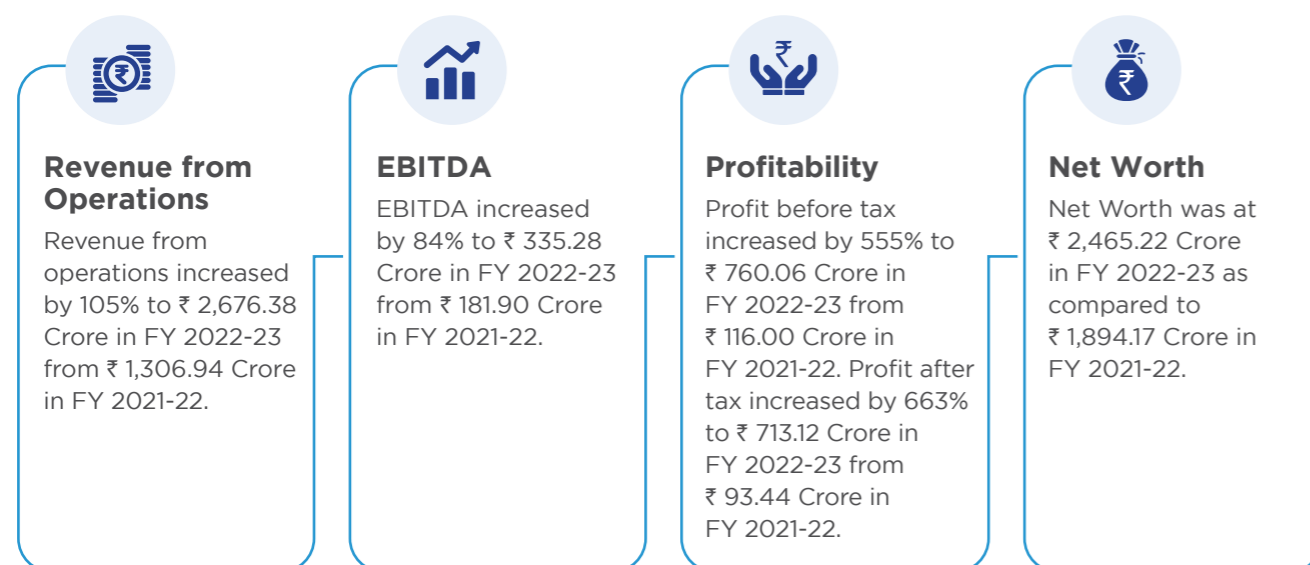 Revenue from
Operations
Revenue from
operations increased
by 105% to ₹ 2,676.38
Crore in FY 2022-23
from ₹ 1,306.94 Crore
in FY 2021-22.
EBITDA
EBITDA increased
by 84% to ₹ 335.28
Crore in FY 2022-23
from ₹ 181.90 Crore
in FY 2021-22.
Profitability
Profit before tax
increased by 555% to
₹ 760.06 Crore in
FY 2022-23 from
₹ 116.00 Crore in
FY 2021-22. Profit after
tax increased by 663%
to ₹ 713.12 Crore in
FY 2022-23 from
₹ 93.44 Crore in
FY 2021-22.
Net Worth
Net Worth was at
₹ 2,465.22 Crore
in FY 2022-23 as
compared to
₹ 1,894.17 Crore in
FY 2021-22.